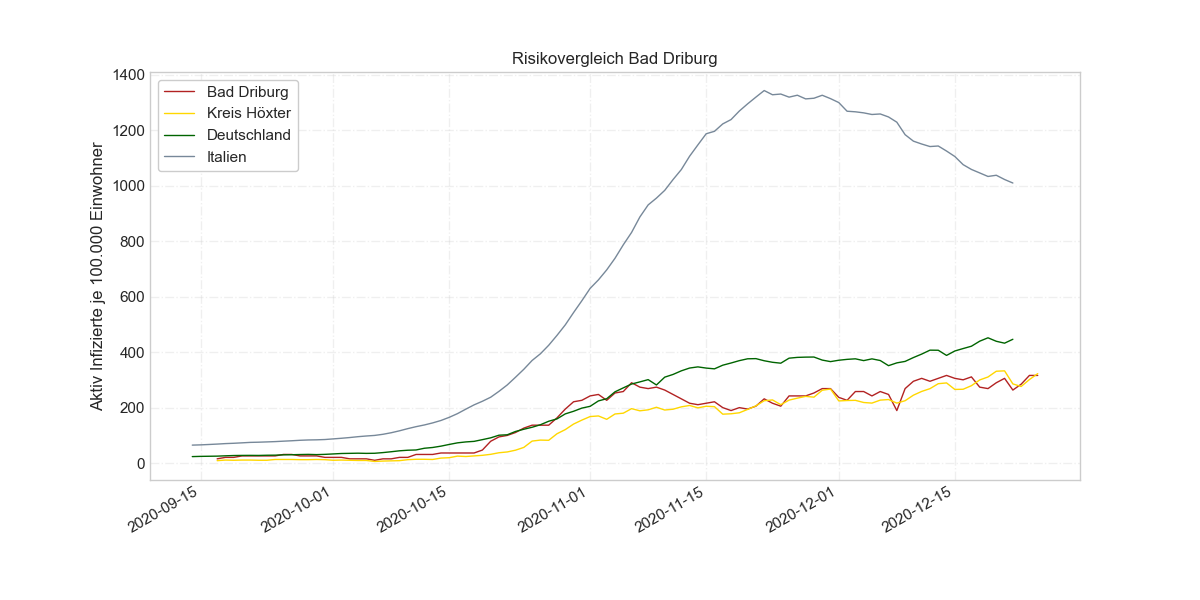 Risikovergleich Bad Driburg
Aktiv Infizierte je 100.000 Einwohner
1400
1200
1000
800
600
400
200
0
Bad Driburg
Kreis Höxter
Deutschland
Italien
2020-09-15
2020-10-01
2020-10-15
2020-11-01
2020-11-15
2020-12-01
2020-12-15